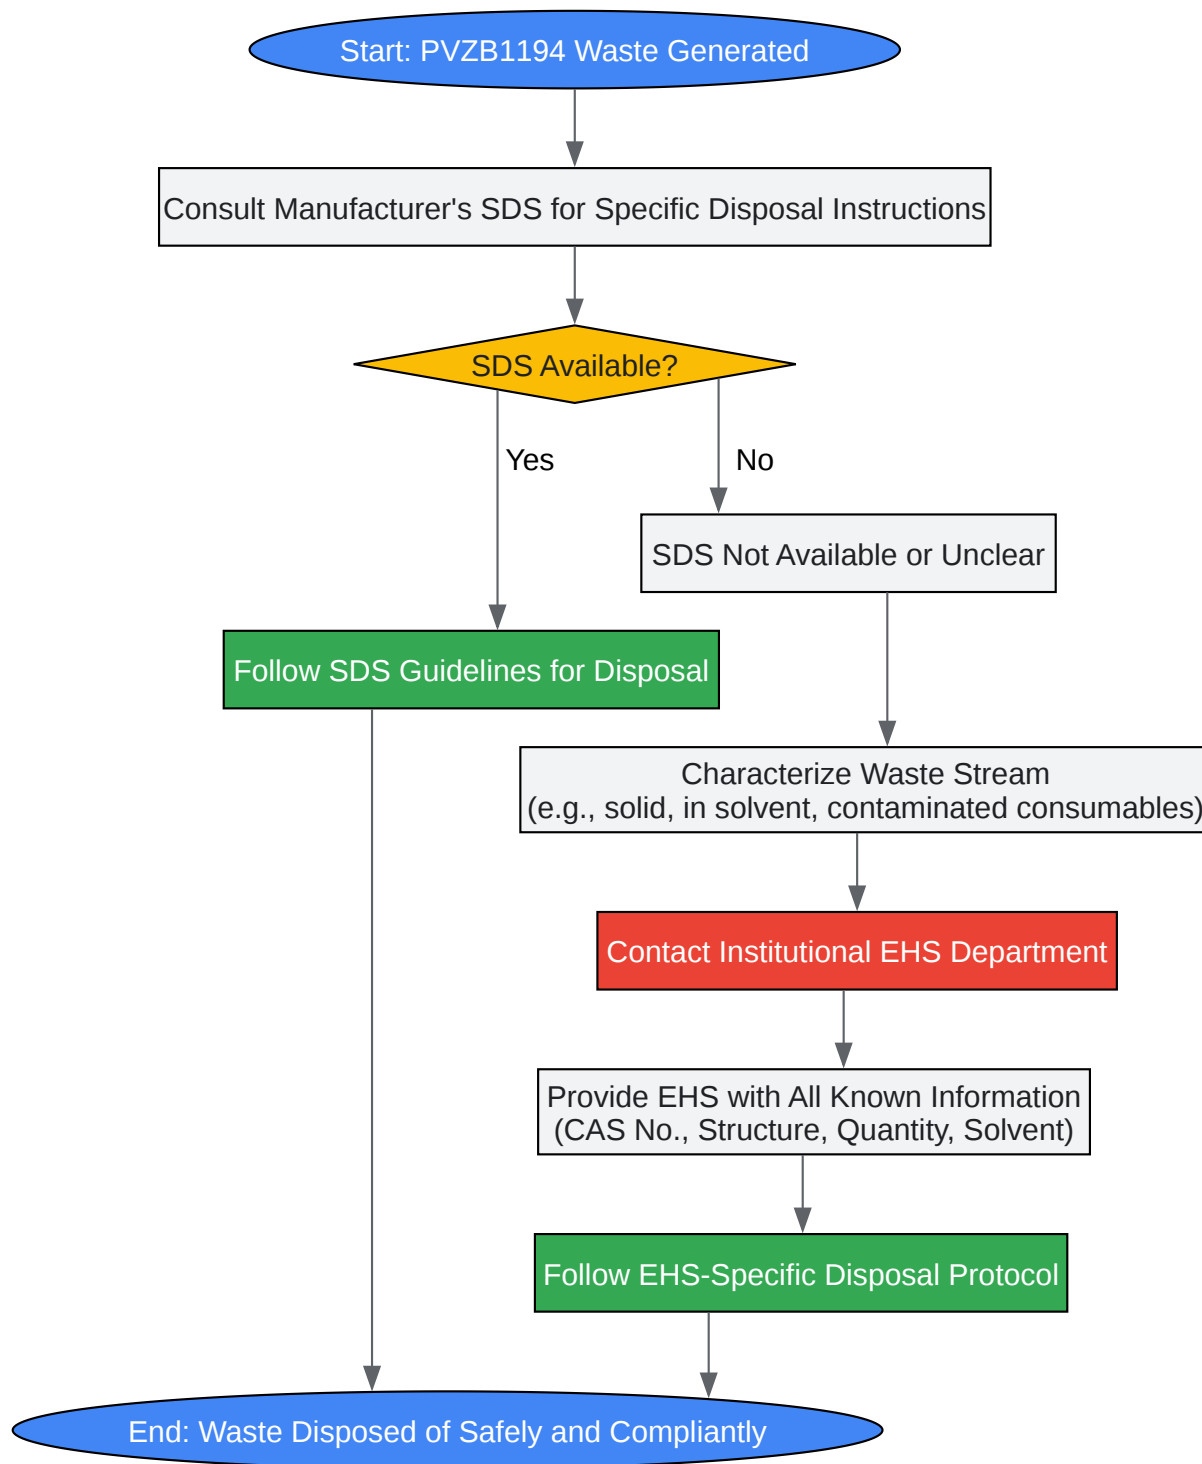 Start: PVZB1194 Waste Generated
Consult Manufacturer's SDS for Specific Disposal Instructions
SDS Available?
Yes
No
SDS Not Available or Unclear
Follow SDS Guidelines for Disposal
Characterize Waste Stream
(e.g., solid, in solvent, contaminated consumables)
Contact Institutional EHS Department
Provide EHS with All Known Information
(CAS No., Structure, Quantity, Solvent)
Follow EHS-Specific Disposal Protocol
End: Waste Disposed of Safely and Compliantly